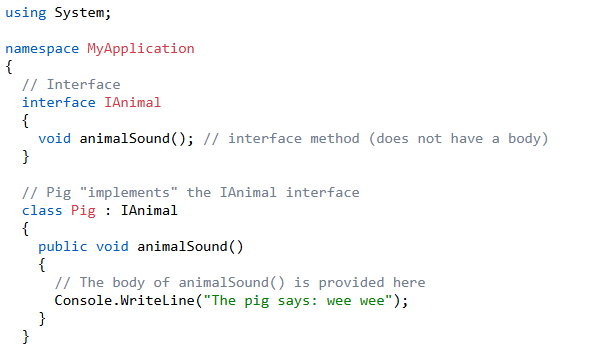 using System;

namespace MyApplication
{
  // Interface
  interface IAnimal
  {
    void animalSound(); // interface method (does not have a body)
  }

  // Pig "implements" the IAnimal interface
  class Pig : IAnimal
  {
    public void animalSound()
    {
      // The body of animalSound() is provided here
      Console.WriteLine("The pig says: wee wee");
    }
  }